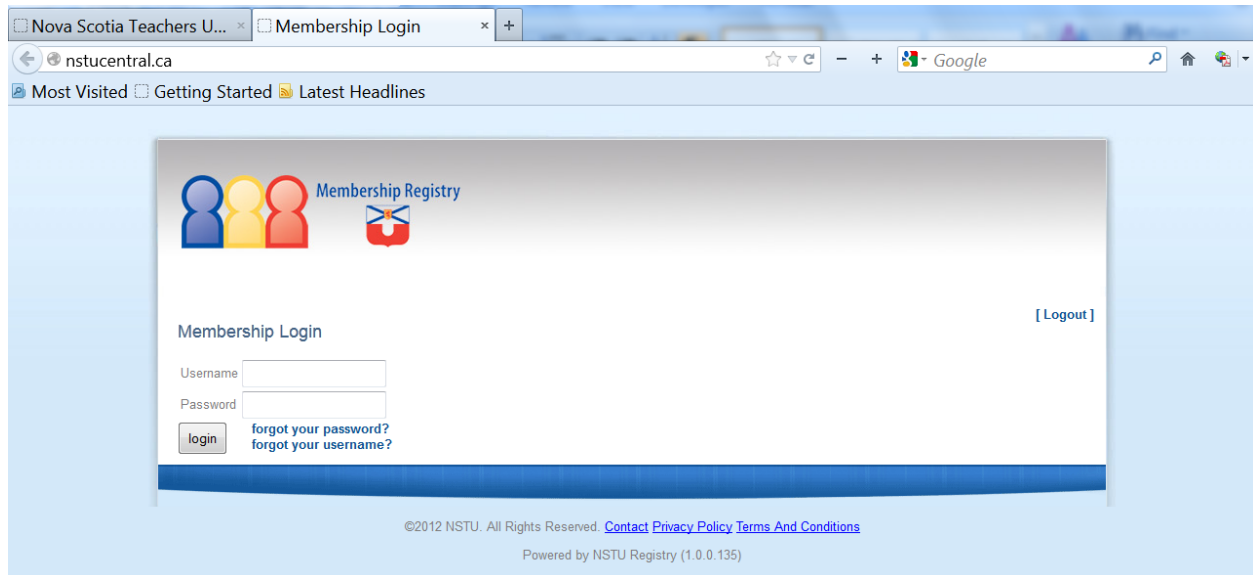 Nova Scotia Teachers U... × Membership Login × +
nstucentral.ca − + Google
Most Visited Getting Started Latest Headlines
Membership Registry
[ Logout ]
Membership Login
Username
Password
login forgot your password?
forgot your username?
©2012 NSTU. All Rights Reserved. Contact Privacy Policy Terms And Conditions
Powered by NSTU Registry (1.0.0.135)